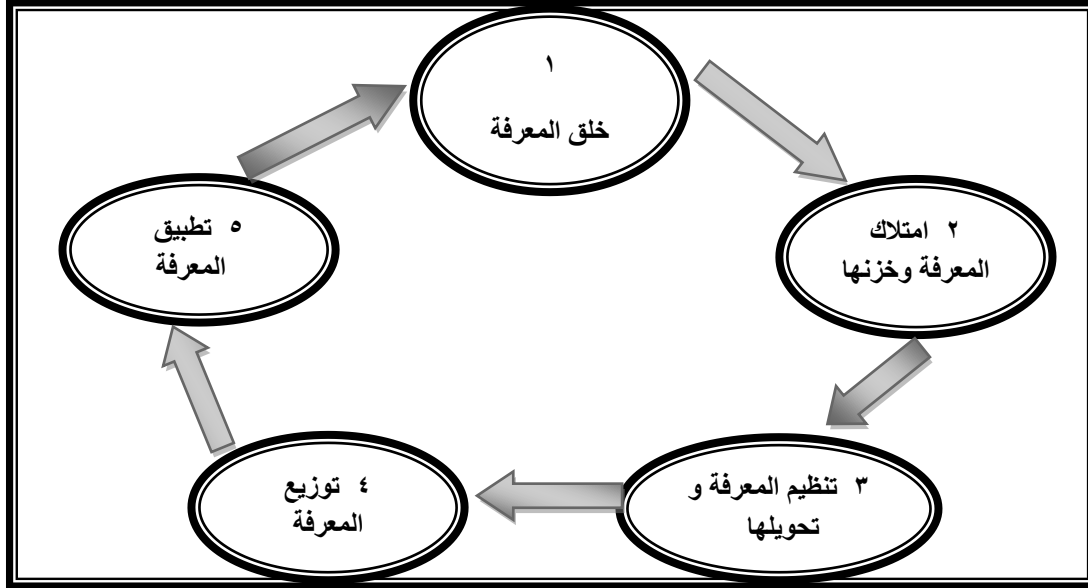 ١
خلق المعرفة
٢ امتلاك
المعرفة وخزنها
٣ تنظيم المعرفة و
تحويلها
٤ توزيع
المعرفة
٥ تطبيق
المعرفة